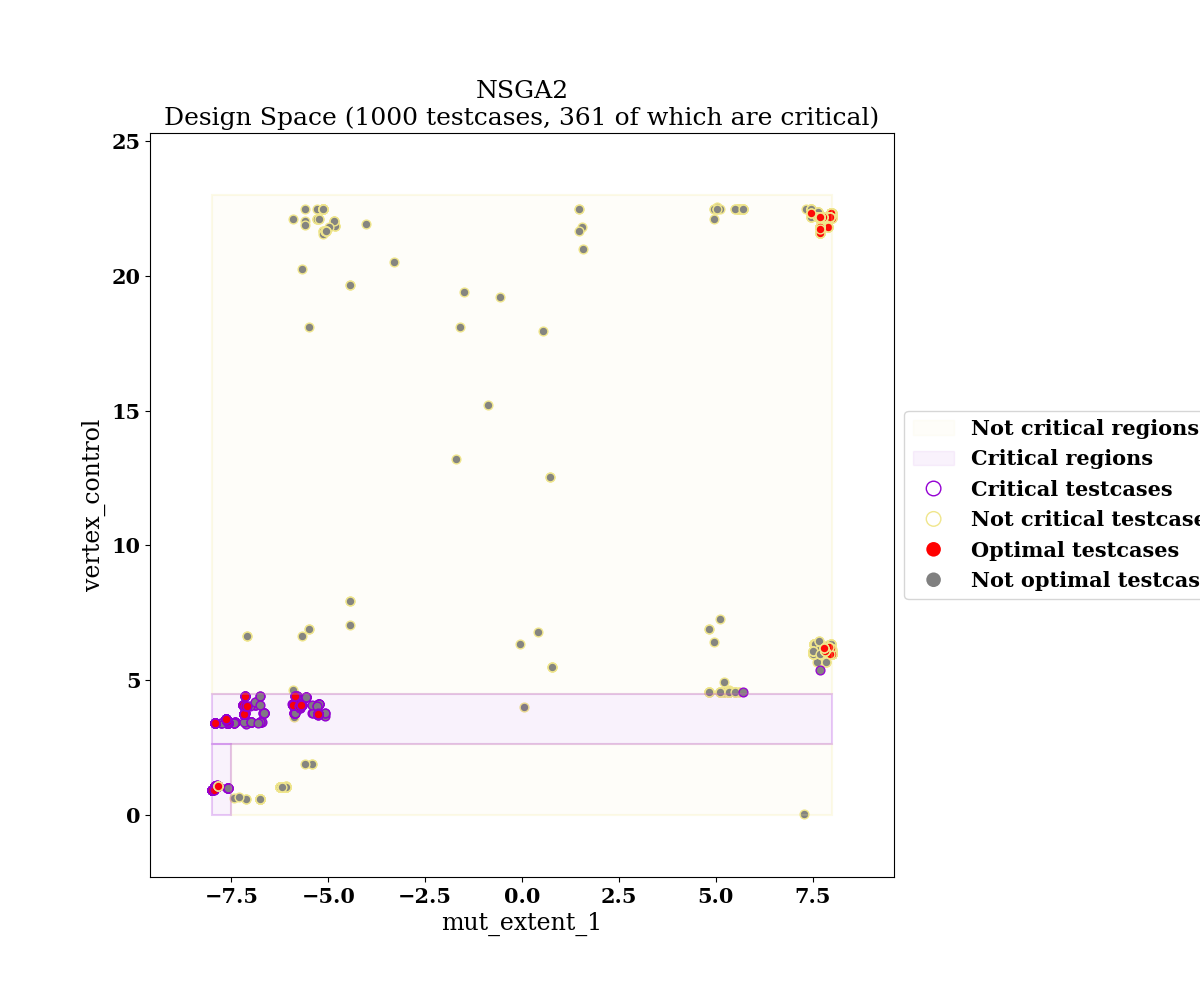 NSGA2
Design Space (1000 testcases, 361 of which are critical)
25
20
15
10
5
0
vertex_control
−7.5 −5.0 −2.5 0.0 2.5 5.0 7.5
mut_extent_1
Not critical regions
Critical regions
Critical testcases
Not critical testcase
Optimal testcases
Not optimal testcas